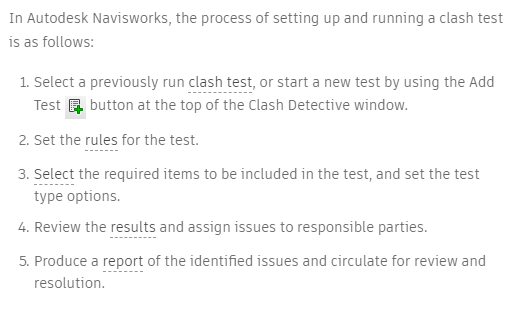 In Autodesk Navisworks, the process of setting up and running a clash test
is as follows:
1. Select a previously run clash test, or start a new test by using the Add
Test button at the top of the Clash Detective window.
2. Set the rules for the test.
3. Select the required items to be included in the test, and set the test
type options.
4. Review the results and assign issues to responsible parties.
5. Produce a report of the identified issues and circulate for review and
resolution.